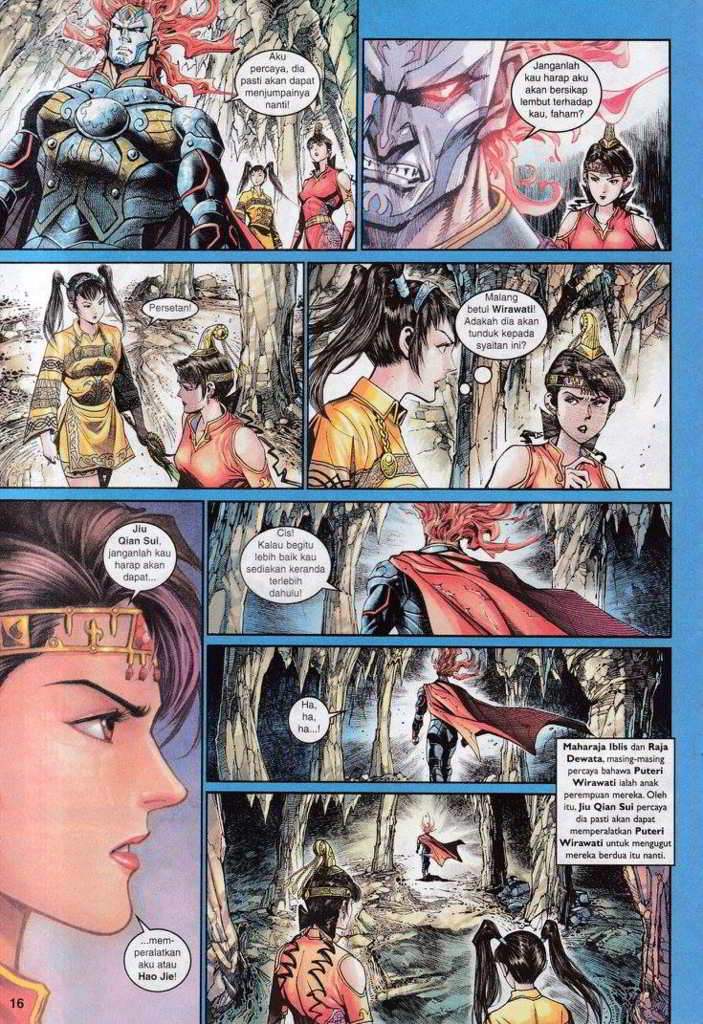 Aku
percaya, dia
pasti akan dapat
menjumpainya
nanti!
Janganlah
kau harap aku
akan bersikap
lembut terhadap
kau, faham?
Persetan!
Malang
betul Wirawati!
Adakah dia akan
tunduk kepada
syaitan ini?
Jiu
Qian Sui,
janganlah kau
harap akan
dapat...
...mem-
peralatkan
aku atau
Hao Jie!
Cis!
Kalau begitu
lebih baik kau
sediakan keranda
terlebih
dahulu!
Ha,
ha,
ha...!
Maharaja Iblis dan Raja
Dewata, masing-masing
percaya bahawa Puteri
Wirawati ialah anak
perempuan mereka. Oleh
itu, Jiu Qian Sui percaya
dia pasti akan dapat
memperalatkan Puteri
Wirawati untuk mengugut
mereka berdua itu nanti.
16